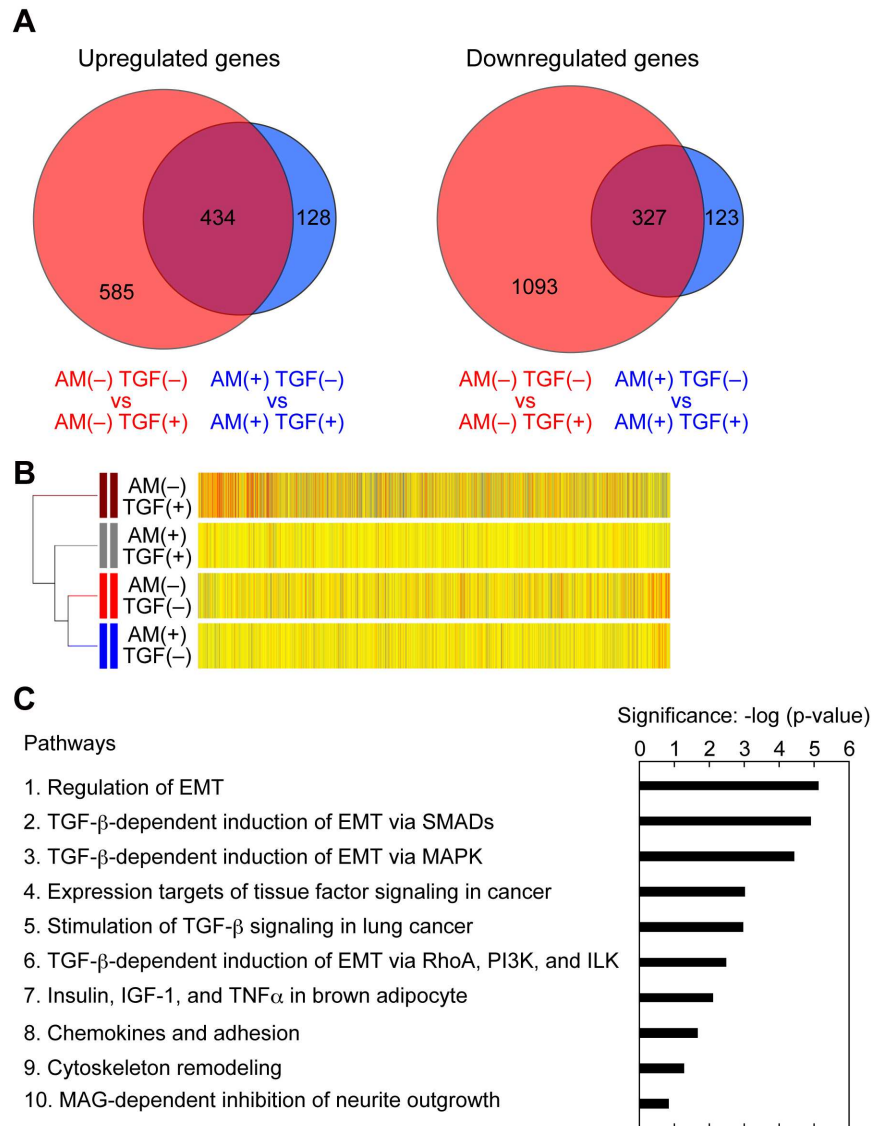 A
Upregulated genes
Downregulated genes
434
128
585
327
123
1093
AM(–) TGF(–)
vs
AM(–) TGF(+)
AM(+) TGF(–)
vs
AM(+) TGF(+)
AM(–) TGF(–)
vs
AM(–) TGF(+)
AM(+) TGF(–)
vs
AM(+) TGF(+)
B
AM(–)
TGF(+)
AM(+)
TGF(+)
AM(–)
TGF(–)
AM(+)
TGF(–)
C
Significance: -log (p-value)
Pathways
0 1 2 3 4 5 6
1. Regulation of EMT
2. TGF-β-dependent induction of EMT via SMADs
3. TGF-β-dependent induction of EMT via MAPK
4. Expression targets of tissue factor signaling in cancer
5. Stimulation of TGF-β signaling in lung cancer
6. TGF-β-dependent induction of EMT via RhoA, PI3K, and ILK
7. Insulin, IGF-1, and TNFα in brown adipocyte
8. Chemokines and adhesion
9. Cytoskeleton remodeling
10. MAG-dependent inhibition of neurite outgrowth